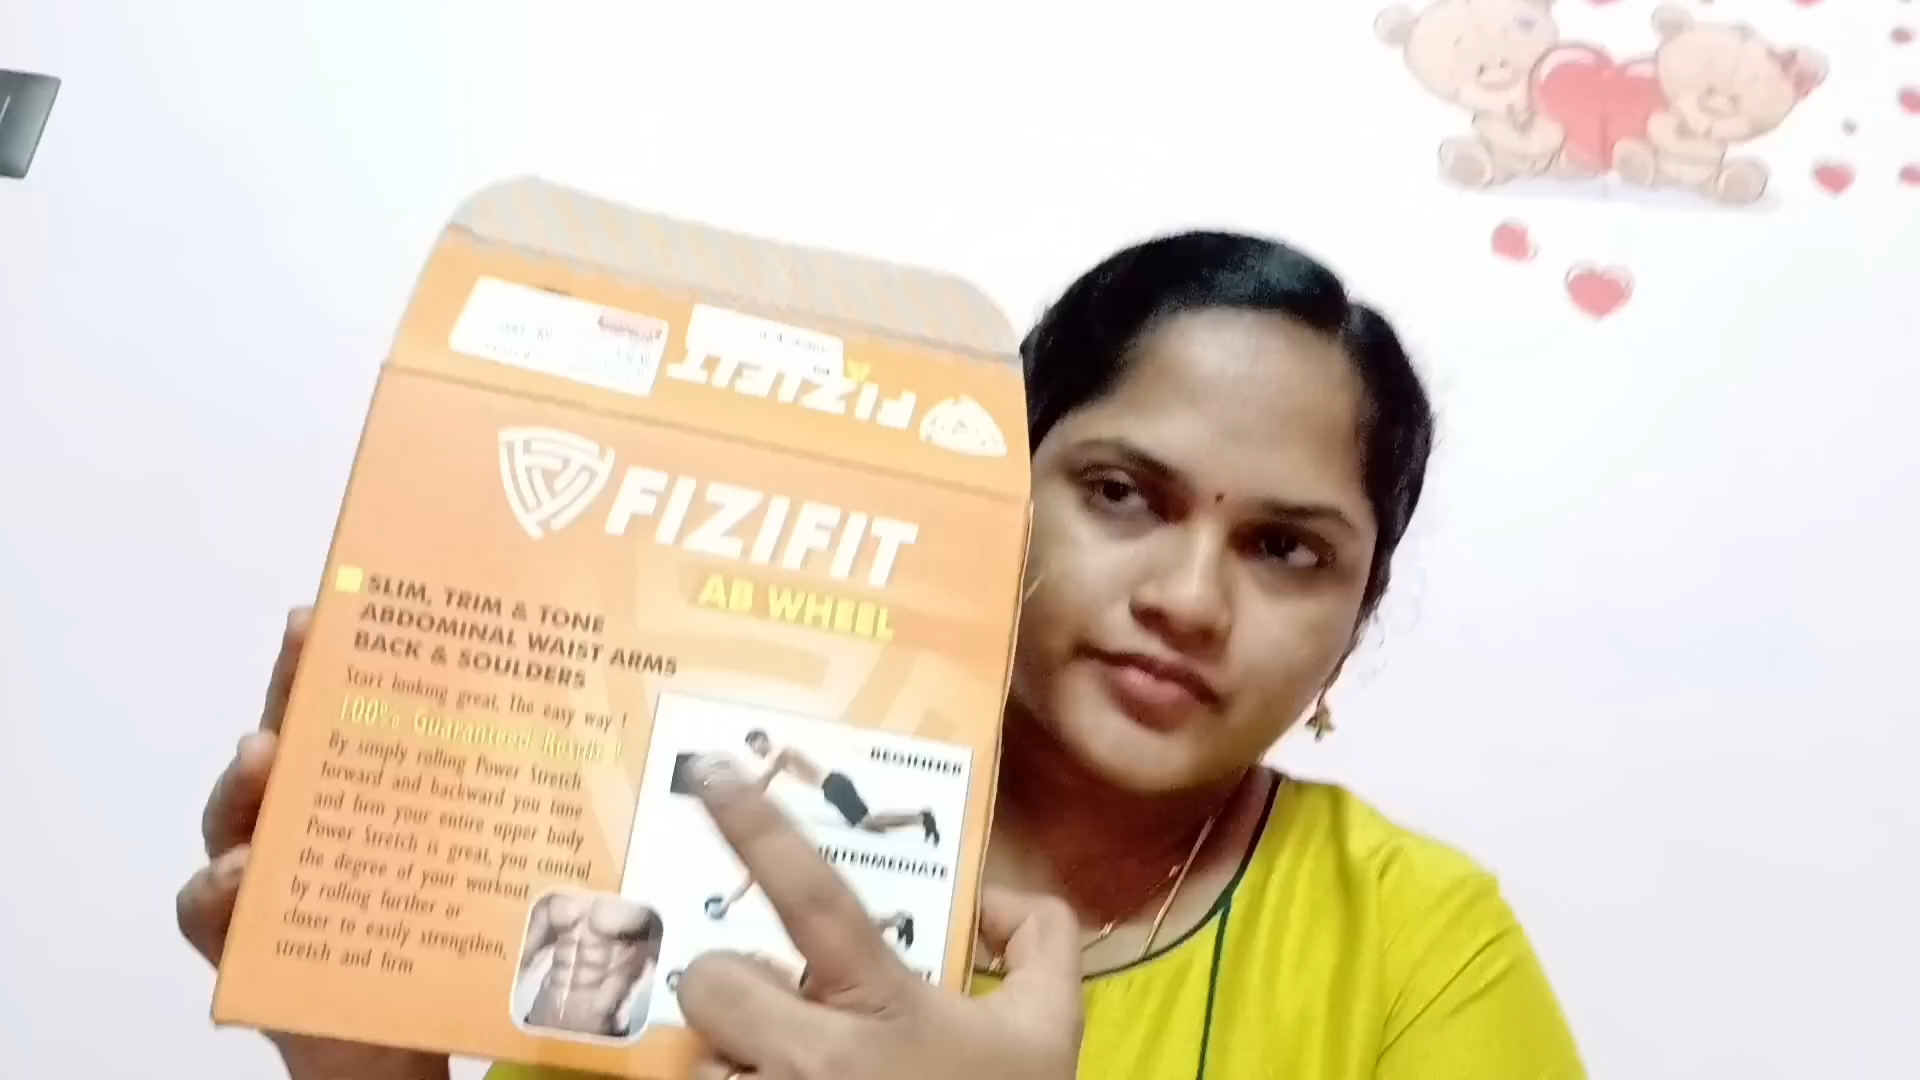 FIZIFIT
FIZIFIT
AB WHEEL
SLIM, TRIM & TONE
ABDOMINAL WAIST ARMS
BACK & SOULDERS
Start looking great, The easy way !
100% Guaranteed Results !
By simply rolling Power Stretch
forward and backward you tone
and firm your entire upper body
Power Stretch is great, you control
the degree of your workout
by rolling further or
closer to easily strengthen,
stretch and firm
BEGINNER
INTERMEDIATE